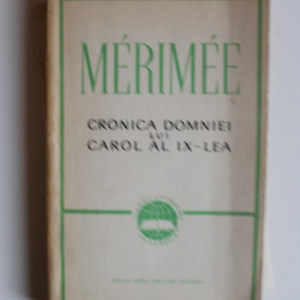 MÉRIMÉE
CRONICA DOMNIEI
LUI
CAROL AL IX-LEA